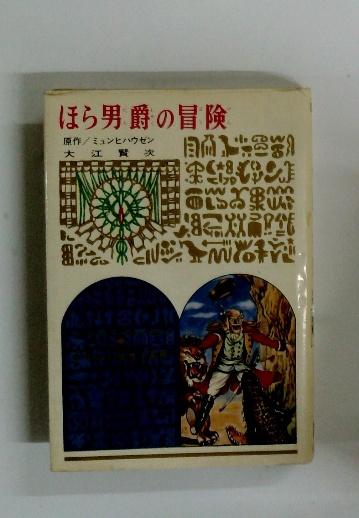 ほら男爵の冒険
原作／ミュンヒハウゼン
大江賢次